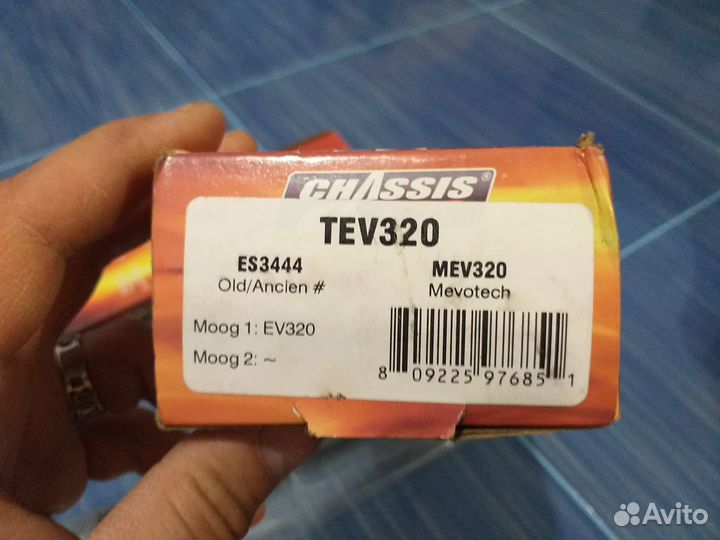 CHASSIS®
TEV320
ES3444
Old/Ancien #
MEV320
Mevotech
Moog 1: EV320
Moog 2: ~
8 09225 97685 1
Avito